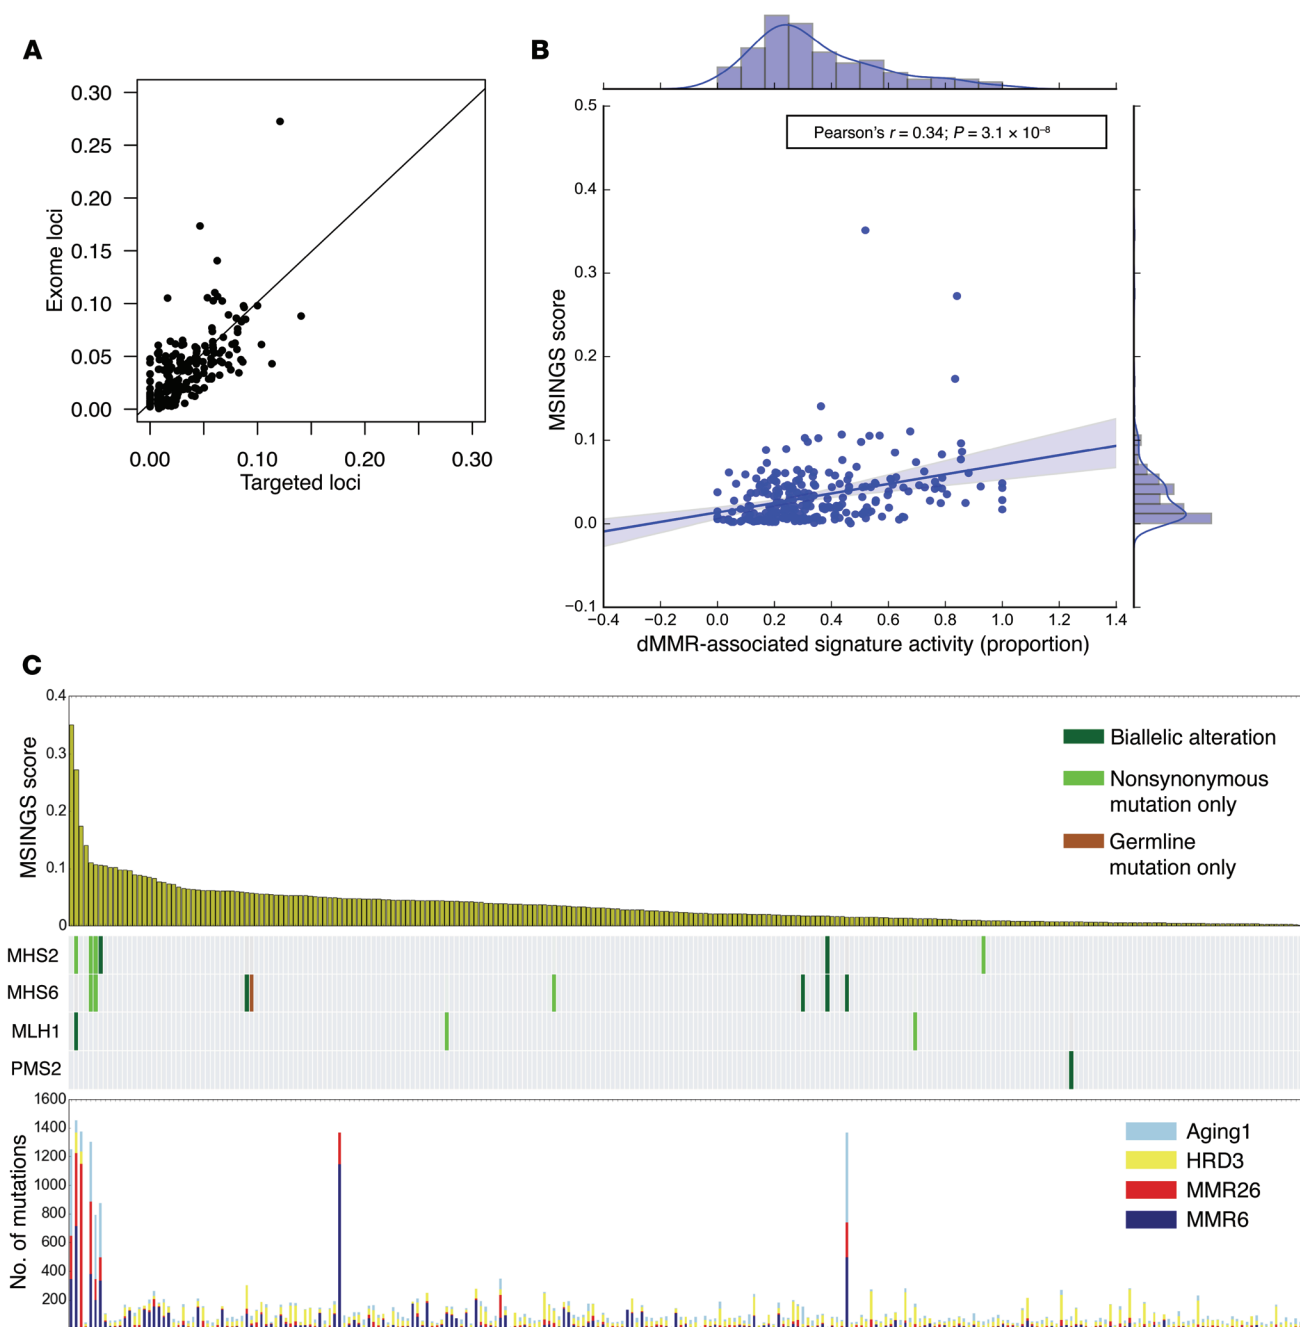 A
0.30
0.25
0.20
0.15
0.10
0.05
0.00
Exome loci
0.00 0.10 0.20 0.30
Targeted loci
B
Pearson's r = 0.34; P = 3.1 × 10⁻⁸
0.5
0.4
0.3
0.2
0.1
0.0
−0.1
MSINGS score
−0.4 −0.2 0.0 0.2 0.4 0.6 0.8 1.0 1.2 1.4
dMMR-associated signature activity (proportion)
C
0.4
0.3
0.2
0.1
0
MSINGS score
Biallelic alteration
Nonsynonymous
mutation only
Germline
mutation only
MHS2
MHS6
MLH1
PMS2
1600
1400
1200
1000
800
600
400
200
No. of mutations
Aging1
HRD3
MMR26
MMR6